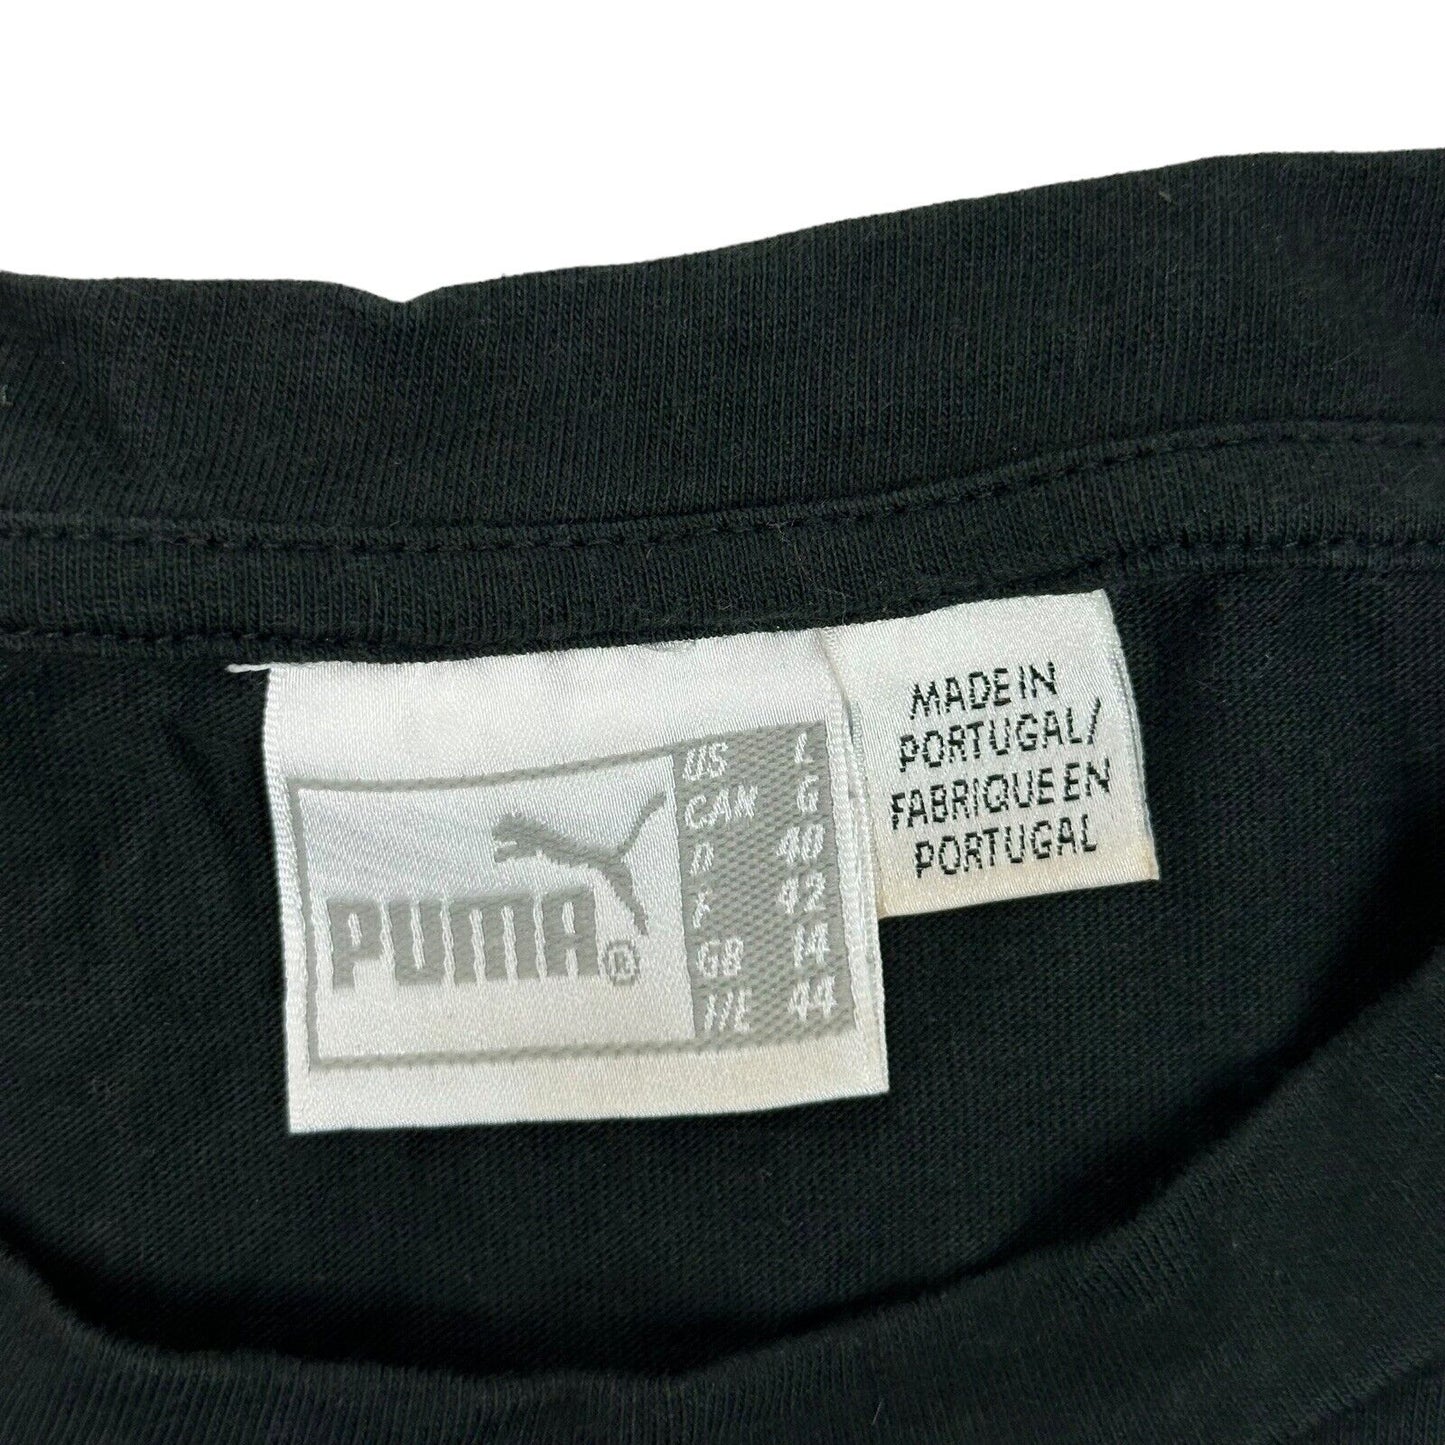 PUMA®
US L
CAN G
D 40
F 42
GB 14
I/L 44
MADE IN
PORTUGAL/
FABRIQUE EN
PORTUGAL